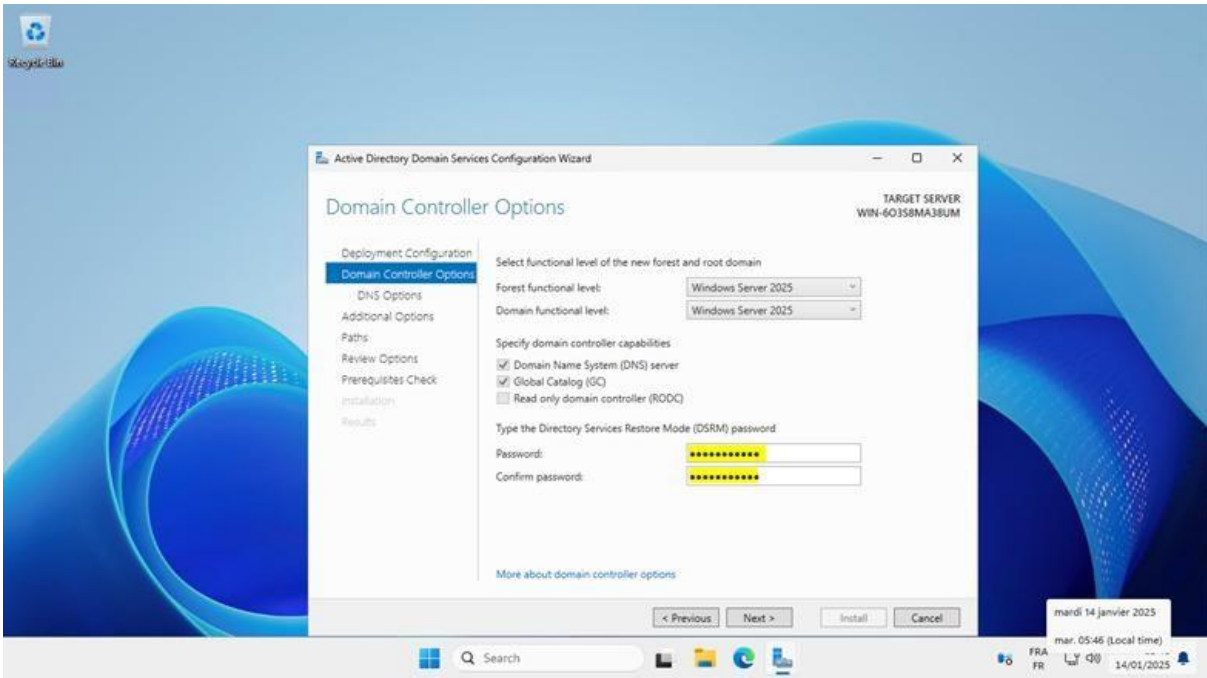 Recycle Bin
Active Directory Domain Services Configuration Wizard
Domain Controller Options
TARGET SERVER
WIN-6O3S8MA38UM
Deployment Configuration
Domain Controller Options
DNS Options
Additional Options
Paths
Review Options
Prerequisites Check
Installation
Results
Select functional level of the new forest and root domain
Forest functional level: Windows Server 2025
Domain functional level: Windows Server 2025
Specify domain controller capabilities
Domain Name System (DNS) server
Global Catalog (GC)
Read only domain controller (RODC)
Type the Directory Services Restore Mode (DSRM) password
Password: •••••••••••
Confirm password: •••••••••••
More about domain controller options
< Previous Next > Install Cancel
mardi 14 janvier 2025
mar. 05:46 (Local time)
Search
FRA
FR
14/01/2025